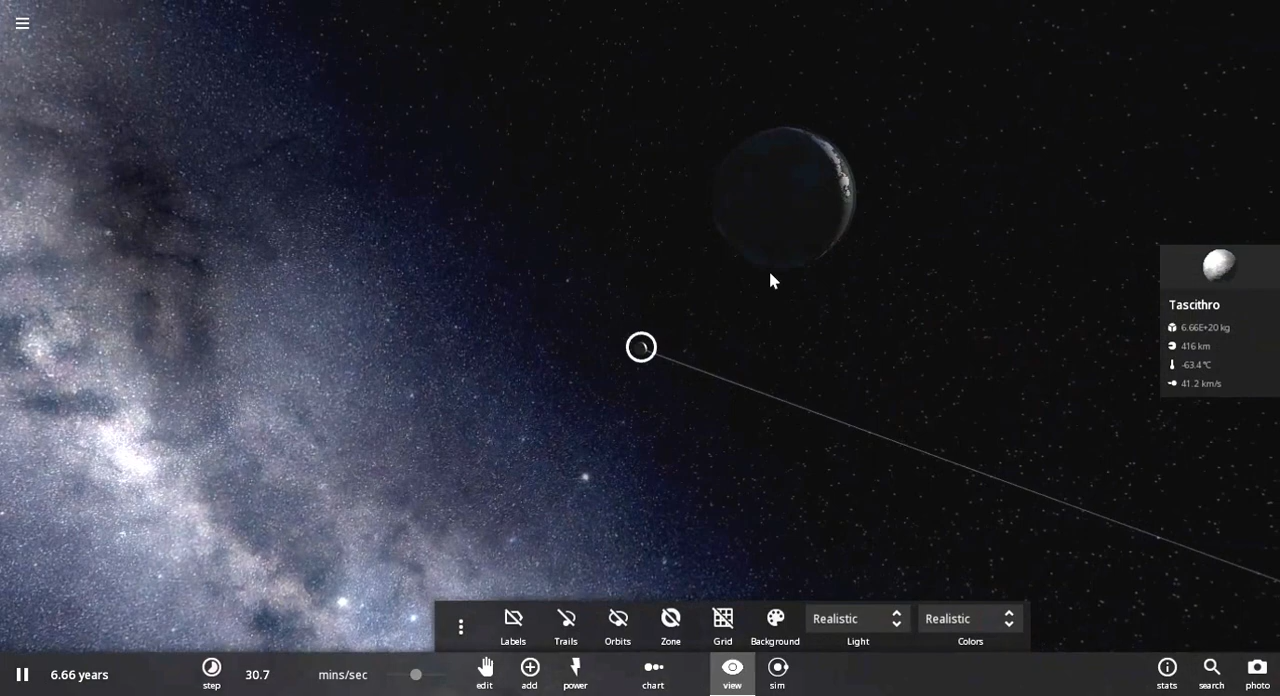 Tascithro
6.66E+20 kg
416 km
-63.4 °C
41.2 km/s
Labels
Trails
Orbits
Zone
Grid
Background
Realistic
Light
Realistic
Colors
6.66 years
step
30.7
mins/sec
edit
add
power
chart
view
sim
stats
search
photo